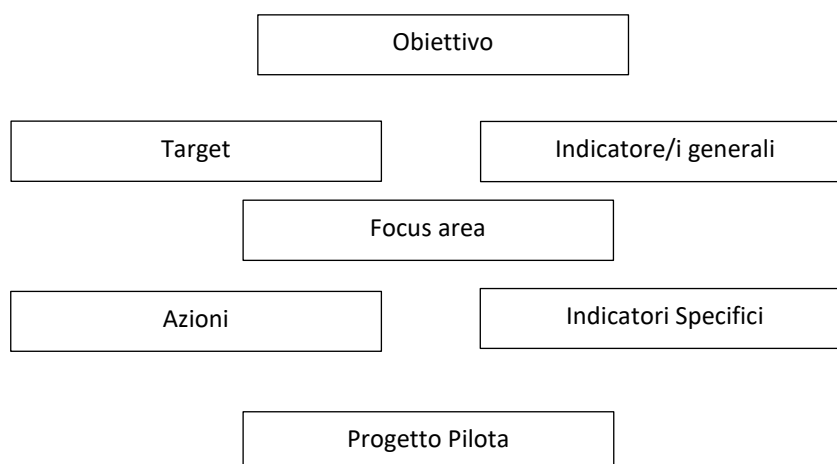 Obiettivo
Target
Indicatore/i generali
Focus area
Azioni
Indicatori Specifici
Progetto Pilota